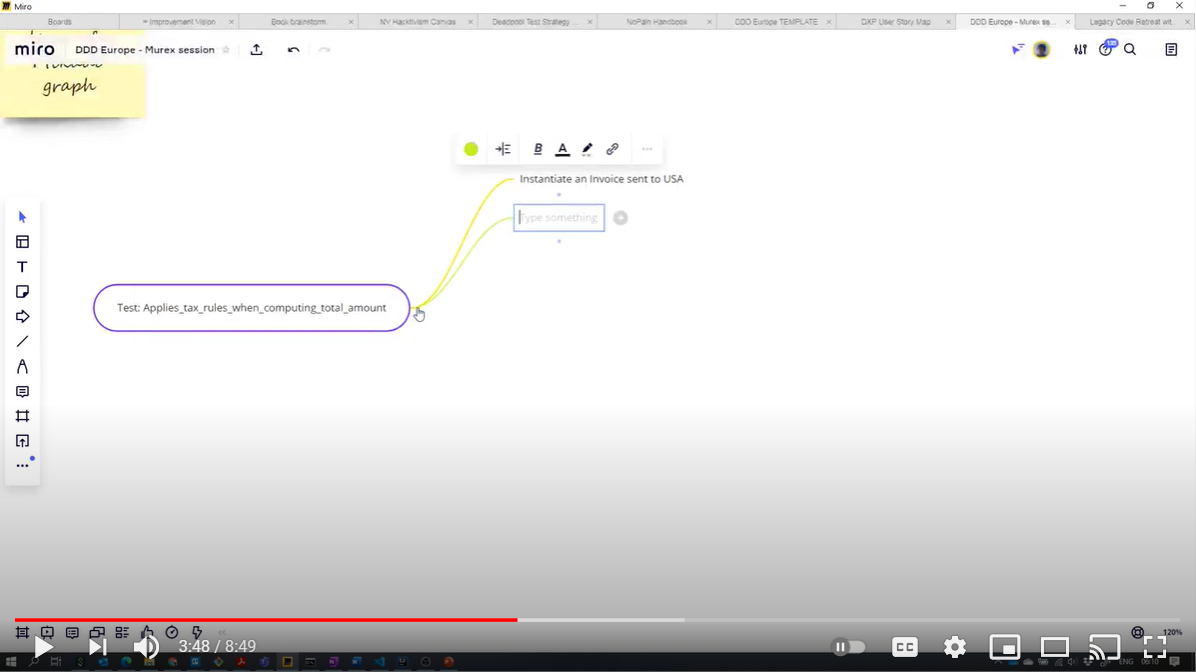 Miro
Boards
Improvement Vision
Book brainstorm
NV Hacktivism Canvas
Deadpool Test Strategy ...
NoPain Handbook
DDD Europe TEMPLATE
DXF User Story Map
DDD Europe - Murex se...
Legacy Code Retreat wit...
miro
DDD Europe - Murex session
graph
B A
Instantiate an Invoice sent to USA
Type something
T
Test: Applies_tax_rules_when_computing_total_amount
120%
3:48 / 8:49
CC
ENG